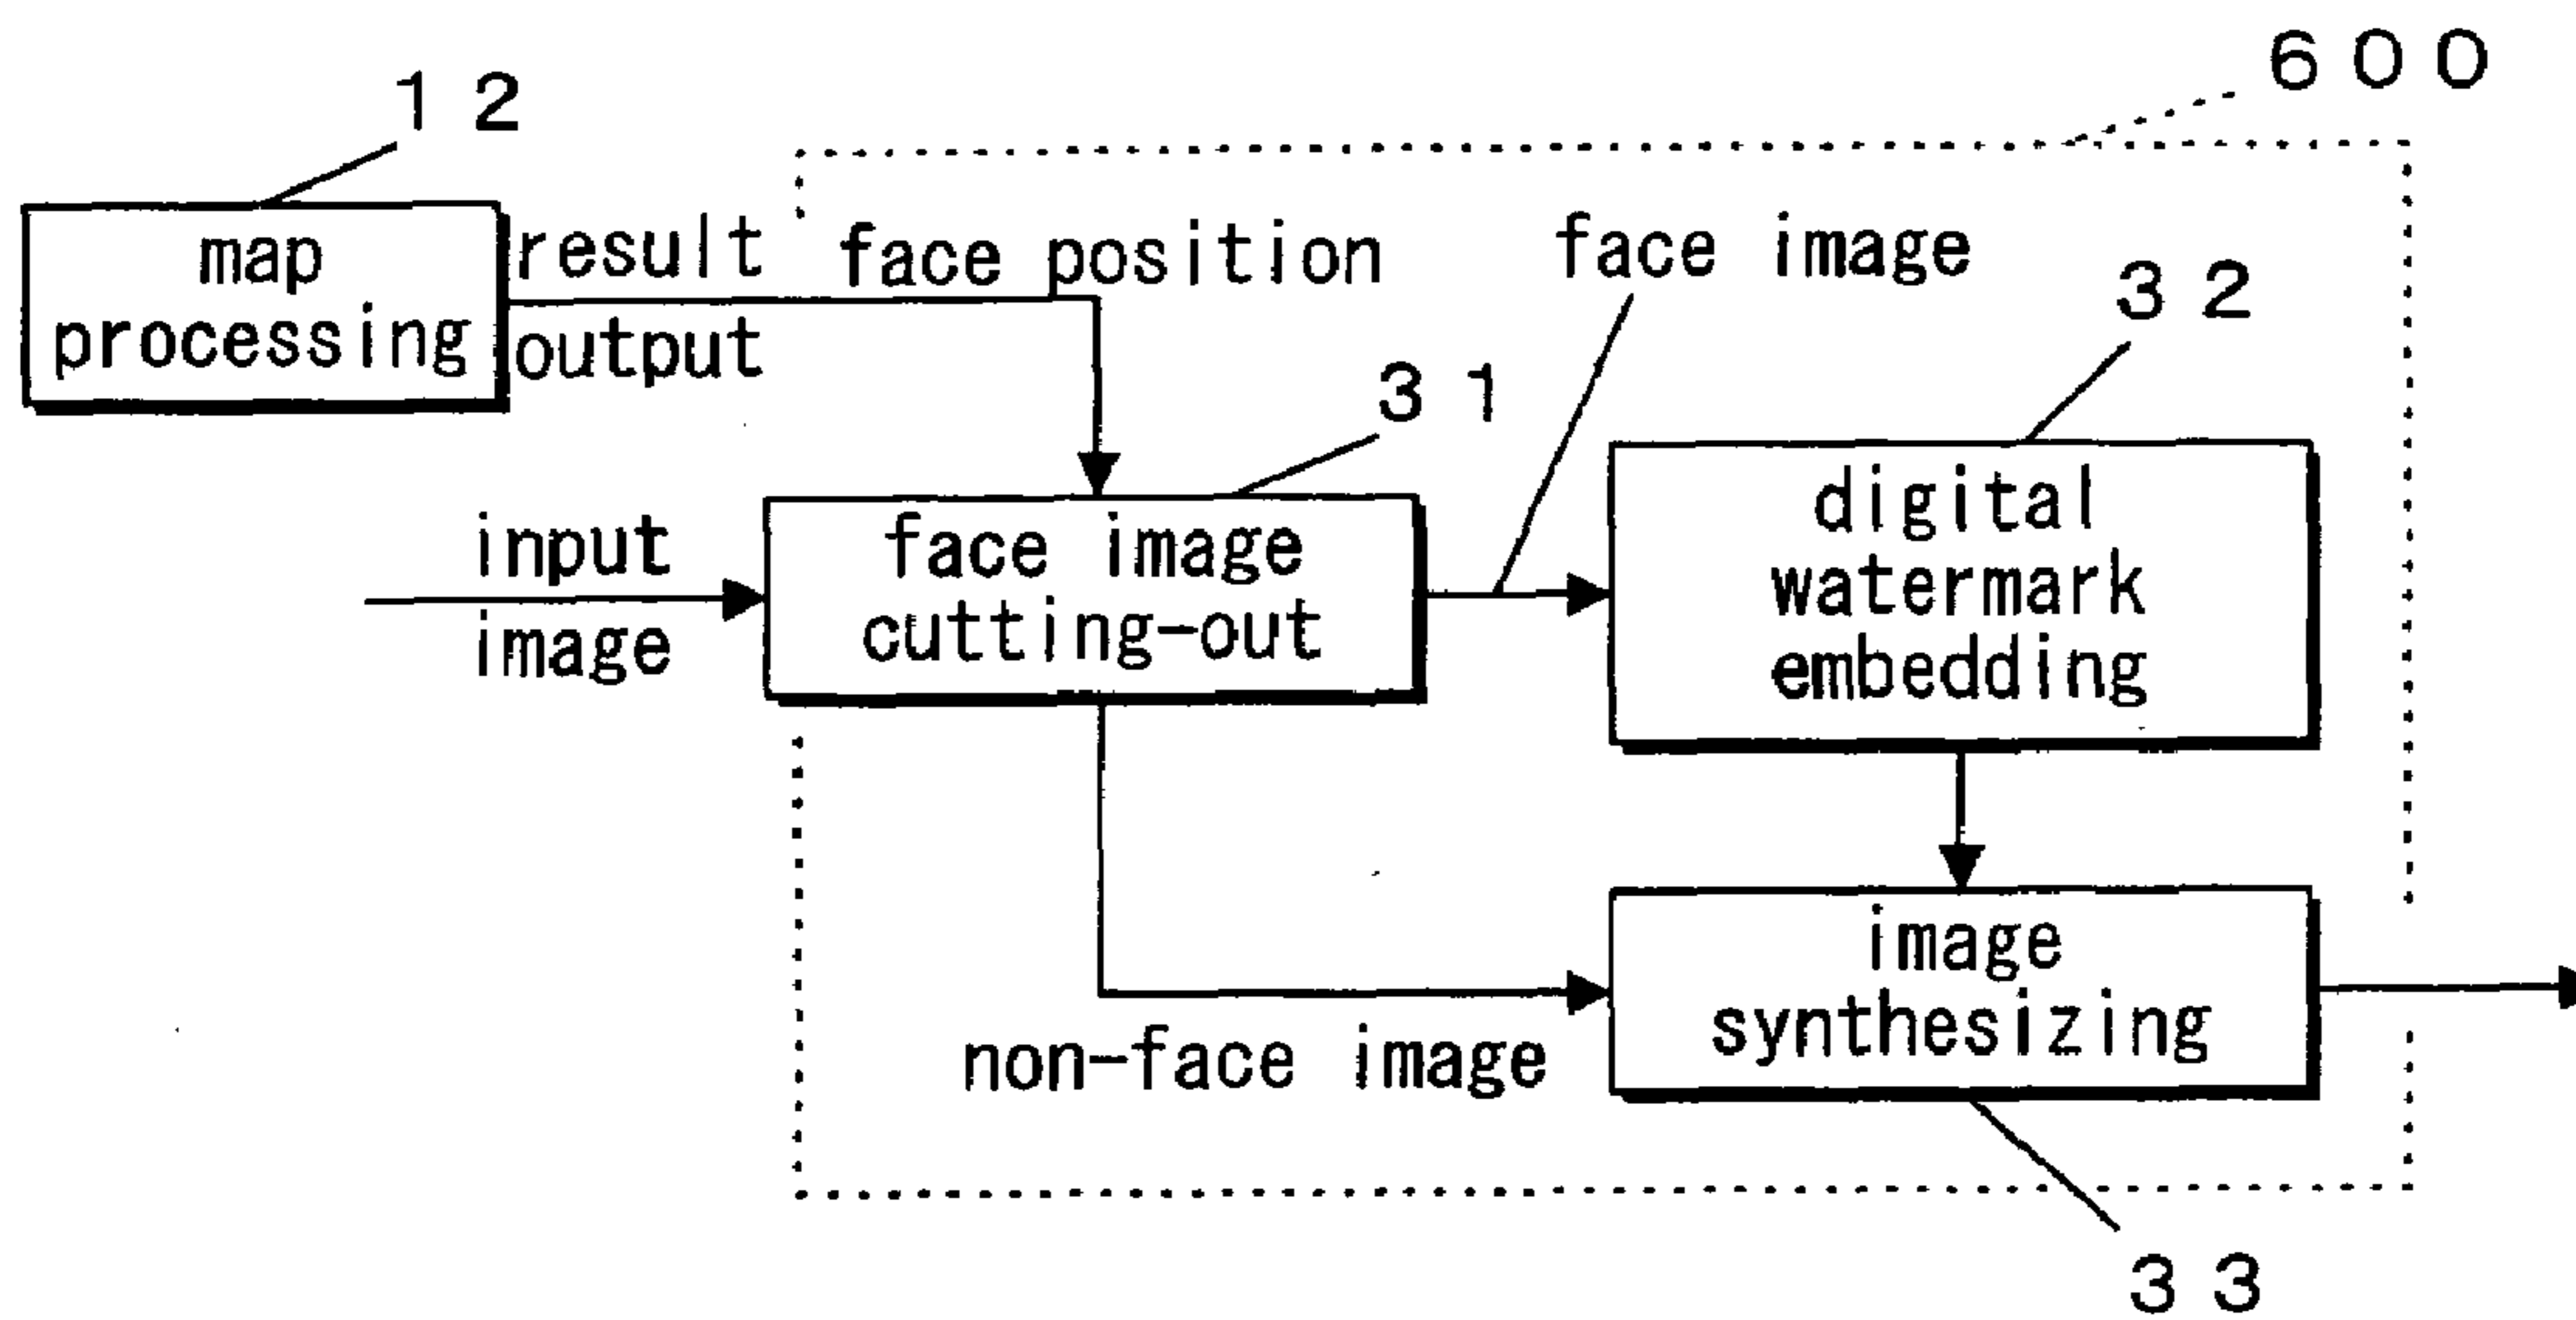 600
12
map
processing
result
output
face position
face image
32
31
input
image
face image
cutting-out
digital
watermark
embedding
image
synthesizing
non-face image
33